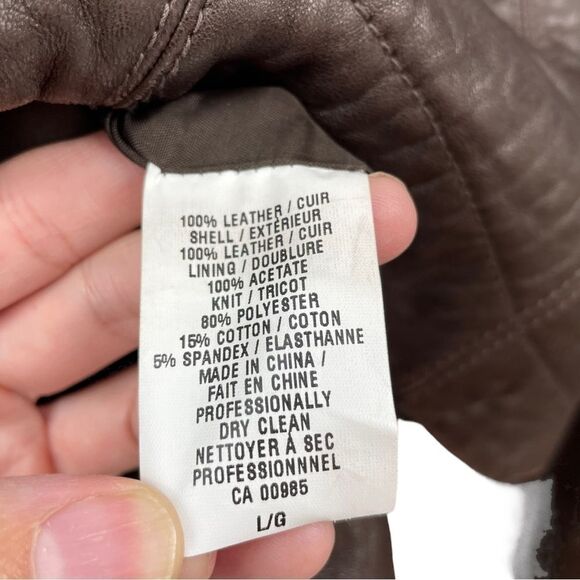 100% LEATHER / CUIR
SHELL / EXTÉRIEUR
100% LEATHER / CUIR
LINING / DOUBLURE
100% ACETATE
KNIT / TRICOT
80% POLYESTER
15% COTTON / COTON
5% SPANDEX / ELASTHANNE
MADE IN CHINA /
FAIT EN CHINE
PROFESSIONALLY
DRY CLEAN
NETTOYER À SEC
PROFESSIONNNEL
CA 00985
L/G